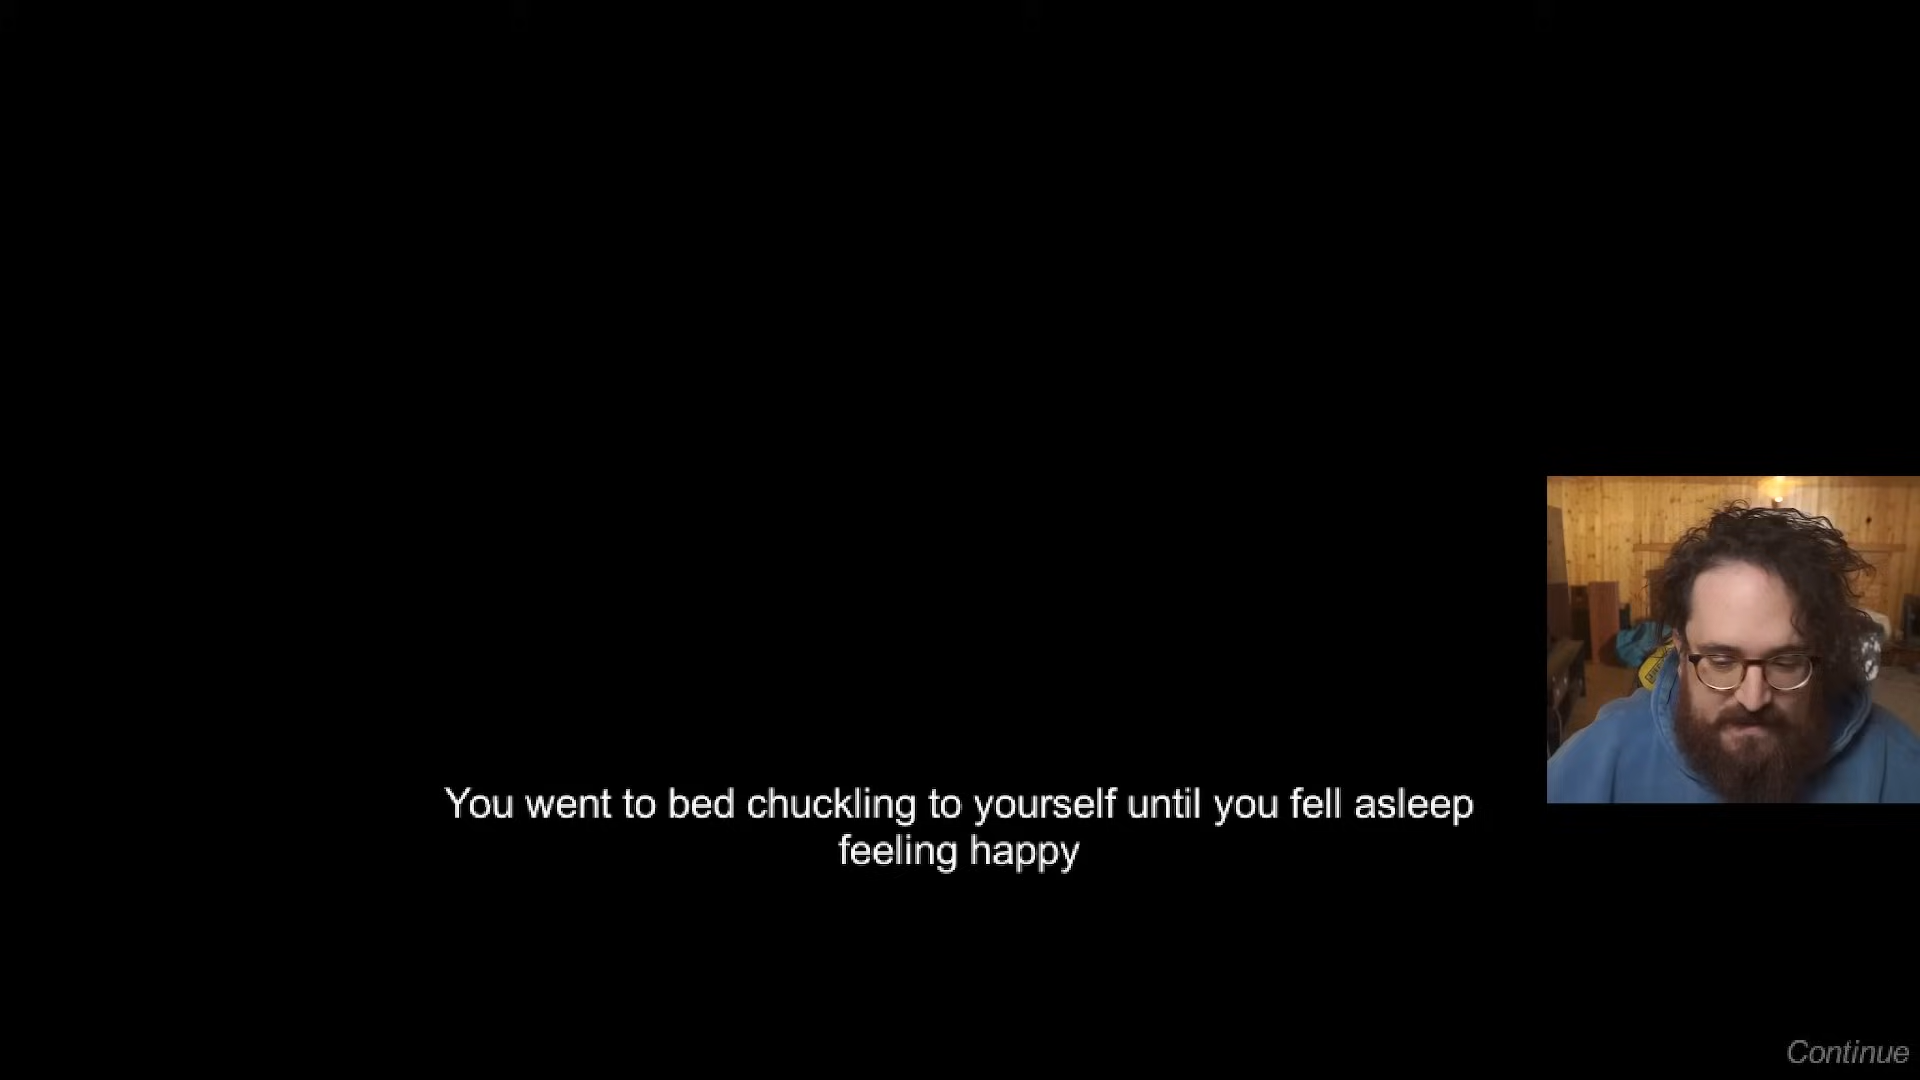 You went to bed chuckling to yourself until you fell asleep
feeling happy
Continue